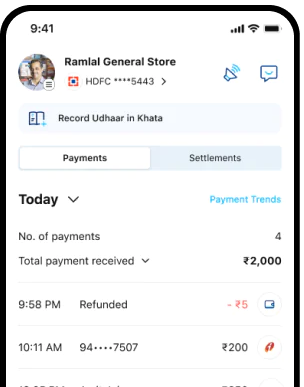 9:41
Ramlal General Store
HDFC ****5443 >
Record Udhaar in Khata
Payments Settlements
Today Payment Trends
No. of payments 4
Total payment received ₹2,000
9:58 PM Refunded - ₹5
10:11 AM 94••••7507 ₹200